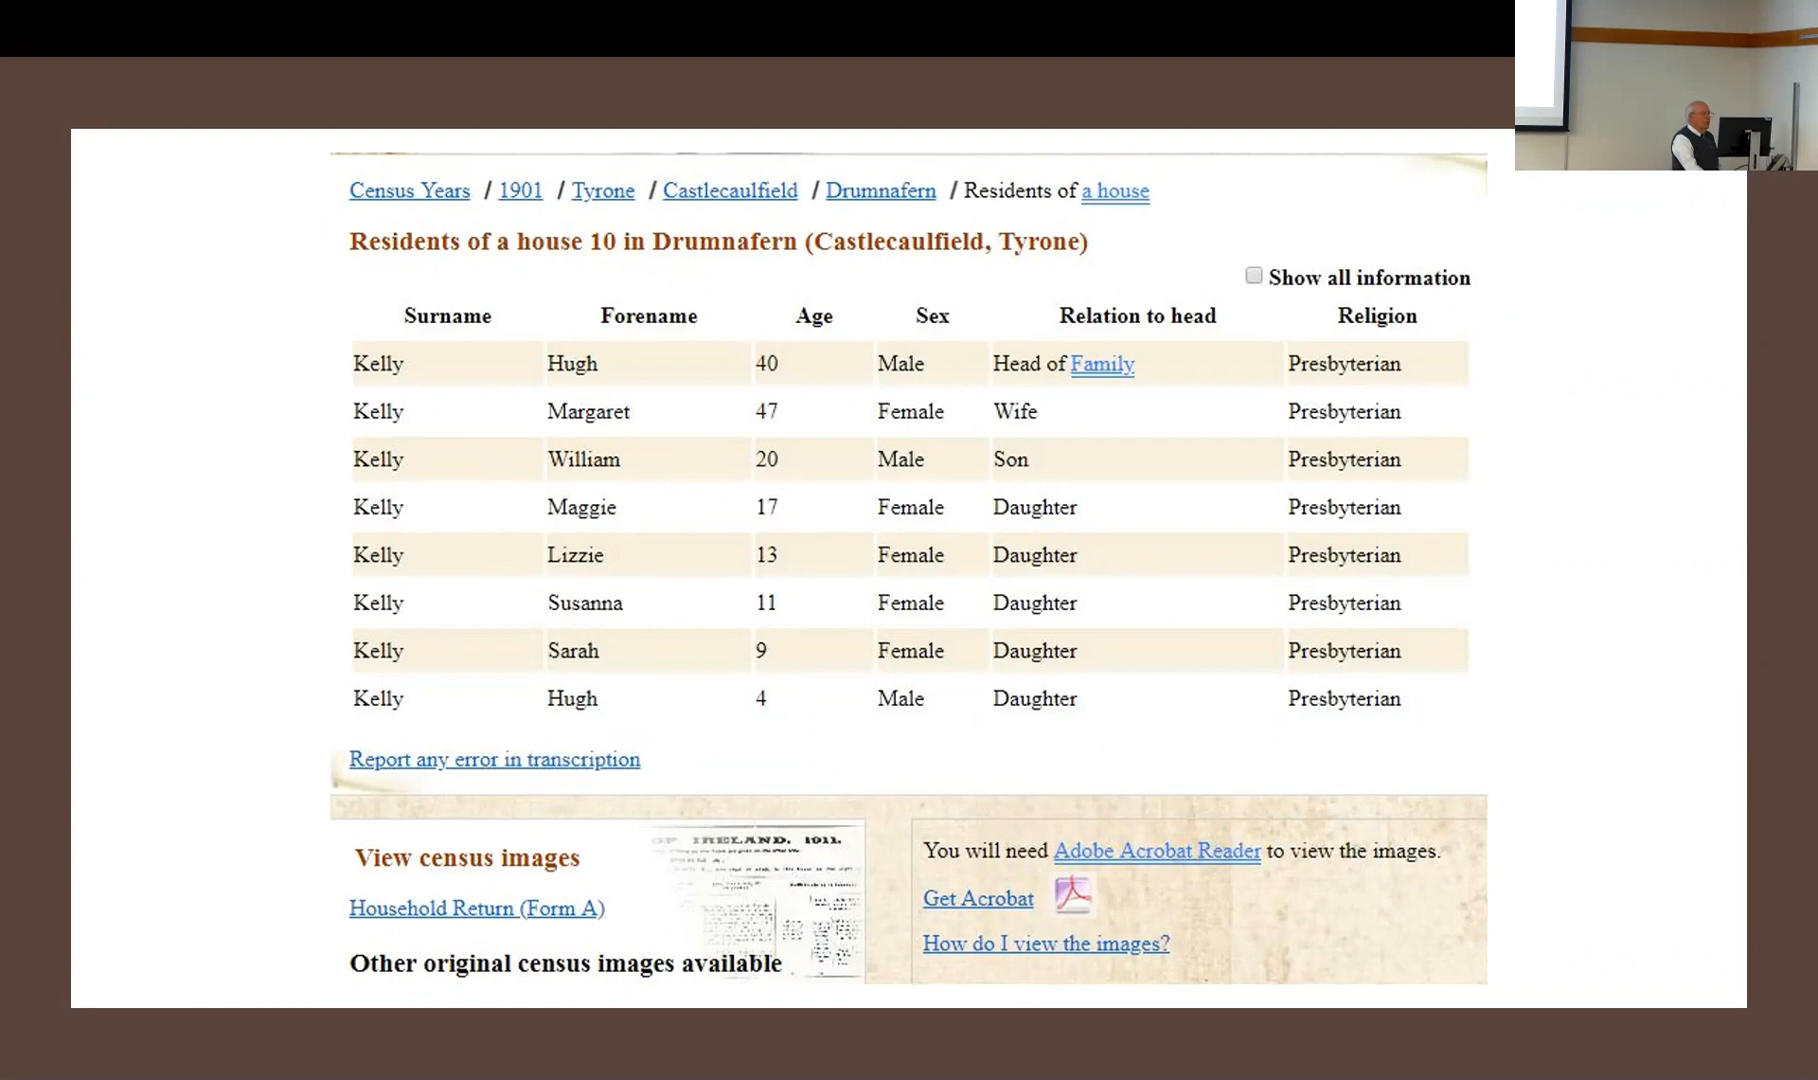 Census Years / 1901 / Tyrone / Castlecaulfield / Drumnafern / Residents of a house
Residents of a house 10 in Drumnafern (Castlecaulfield, Tyrone)
Show all information
Surname Forename Age Sex Relation to head Religion
Kelly Hugh 40 Male Head of Family Presbyterian
Kelly Margaret 47 Female Wife Presbyterian
Kelly William 20 Male Son Presbyterian
Kelly Maggie 17 Female Daughter Presbyterian
Kelly Lizzie 13 Female Daughter Presbyterian
Kelly Susanna 11 Female Daughter Presbyterian
Kelly Sarah 9 Female Daughter Presbyterian
Kelly Hugh 4 Male Daughter Presbyterian
Report any error in transcription
OF IRELAND, 1911.
View census images
Household Return (Form A)
Other original census images available
You will need Adobe Acrobat Reader to view the images.
Get Acrobat
How do I view the images?